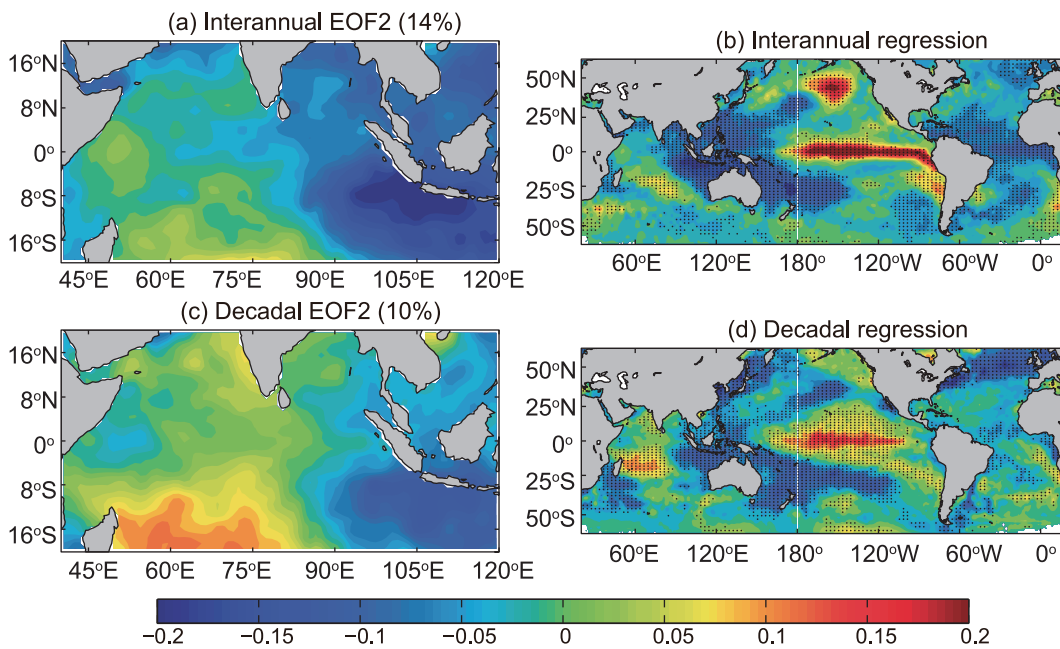 (a) Interannual EOF2 (14%)
16°N
8°N
0°
8°S
16°S
45°E 60°E 75°E 90°E 105°E 120°E
(b) Interannual regression
50°N
25°N
0°
25°S
50°S
60°E 120°E 180° 120°W 60°W 0°
(c) Decadal EOF2 (10%)
16°N
8°N
0°
8°S
16°S
45°E 60°E 75°E 90°E 105°E 120°E
(d) Decadal regression
50°N
25°N
0°
25°S
50°S
60°E 120°E 180° 120°W 60°W 0°
−0.2 −0.15 −0.1 −0.05 0 0.05 0.1 0.15 0.2